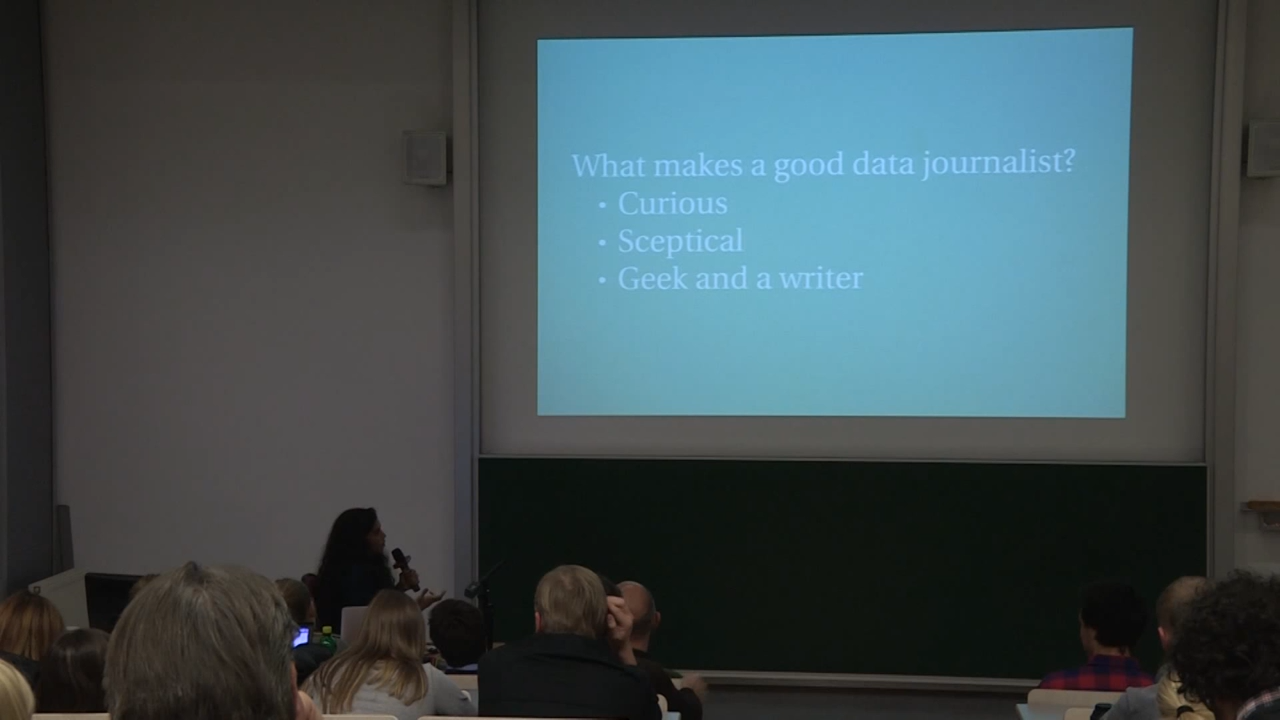 What makes a good data journalist?
• Curious
• Sceptical
• Geek and a writer